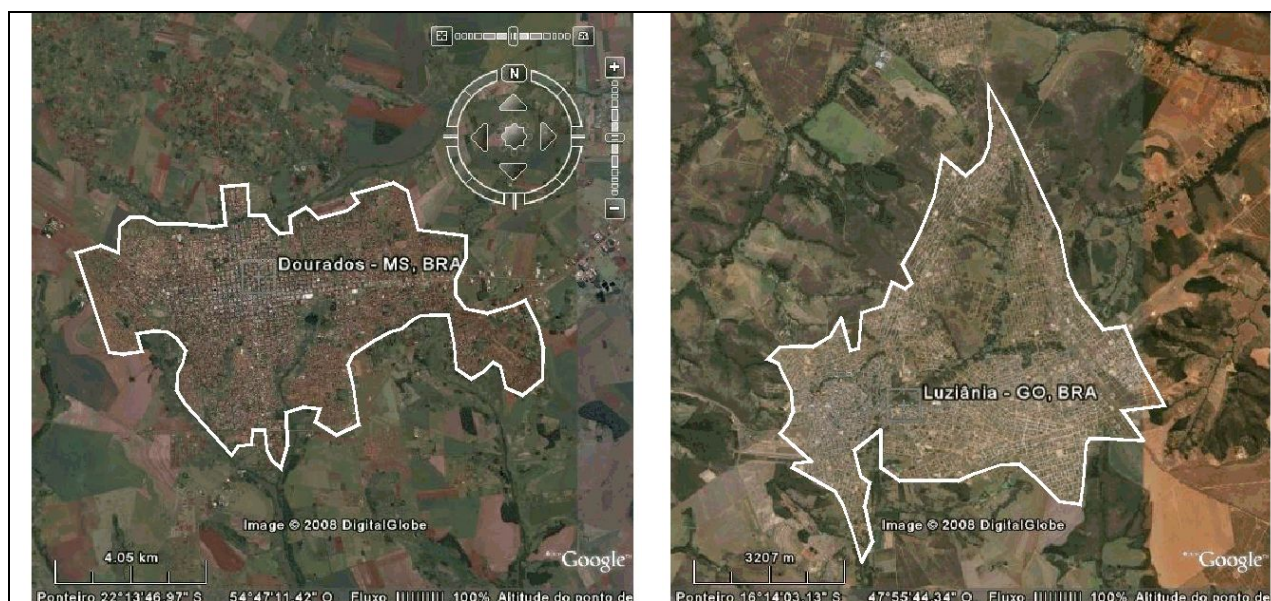 N
Dourados - MS, BRA
Image © 2008 DigitalGlobe
4.05 km
Google
Ponteiro 22°13'46.97" S 54°47'11.42" O Fluxo 100% Altitude do ponto de
Luziânia - GO, BRA
Image © 2008 DigitalGlobe
3207 m
Google
Ponteiro 16°14'03.13" S 47°55'44.34" O Fluxo 100% Altitude do ponto de